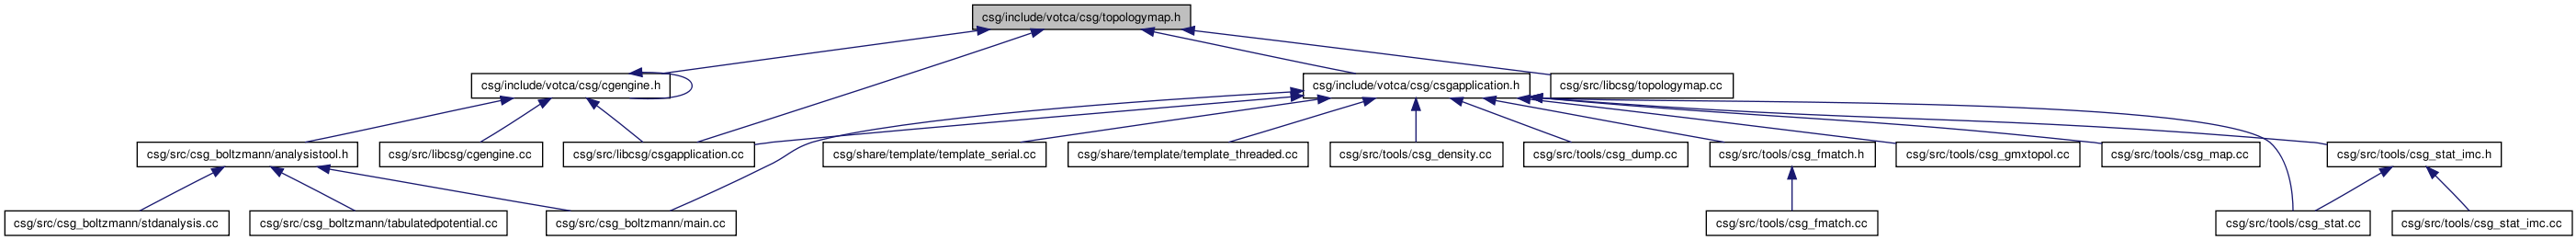 csg/include/votca/csg/topologymap.h
csg/include/votca/csg/cgengine.h
csg/include/votca/csg/csgapplication.h
csg/src/libcsg/topologymap.cc
csg/src/csg_boltzmann/analysistool.h
csg/src/libcsg/cgengine.cc
csg/src/libcsg/csgapplication.cc
csg/share/template/template_serial.cc
csg/share/template/template_threaded.cc
csg/src/tools/csg_density.cc
csg/src/tools/csg_dump.cc
csg/src/tools/csg_fmatch.h
csg/src/tools/csg_gmxtopol.cc
csg/src/tools/csg_map.cc
csg/src/tools/csg_stat_imc.h
csg/src/csg_boltzmann/stdanalysis.cc
csg/src/csg_boltzmann/tabulatedpotential.cc
csg/src/csg_boltzmann/main.cc
csg/src/tools/csg_fmatch.cc
csg/src/tools/csg_stat.cc
csg/src/tools/csg_stat_imc.cc